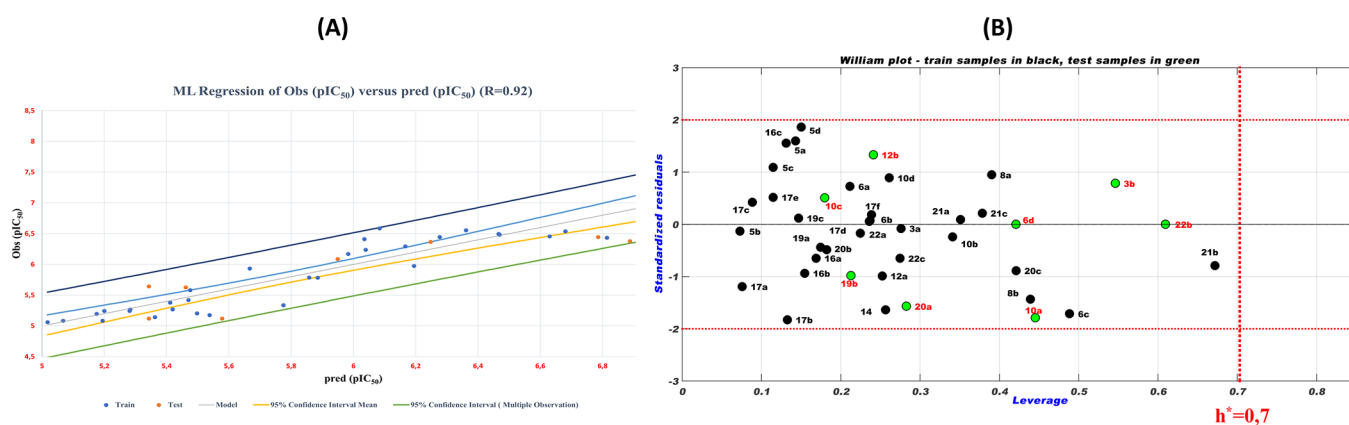 (A)
ML Regression of Obs (pIC50) versus pred (pIC50) (R=0.92)
8,5
8
7,5
7
6,5
6
5,5
5
4,5
Obs (pIC50)
5
5,2
5,4
5,6
5,8
6
6,2
6,4
6,6
6,8
pred (pIC50)
Train
Test
Model
95% Confidence Interval Mean
95% Confidence Interval ( Multiple Observation)
(B)
William plot - train samples in black, test samples in green
3
2
1
0
-1
-2
-3
Standardized residuals
16c
5d
5a
5c
12b
17e
17c
10c
6a
10d
8a
3b
19c
17f
6b
21a
21c
6d
22b
5b
17d
22a
3a
10b
19a
20b
16a
22c
21b
16b
19b
12a
20c
17a
20a
8b
17b
14
10a
6c
0
0.1
0.2
0.3
0.4
0.5
0.6
0.7
0.8
Leverage
h*=0,7